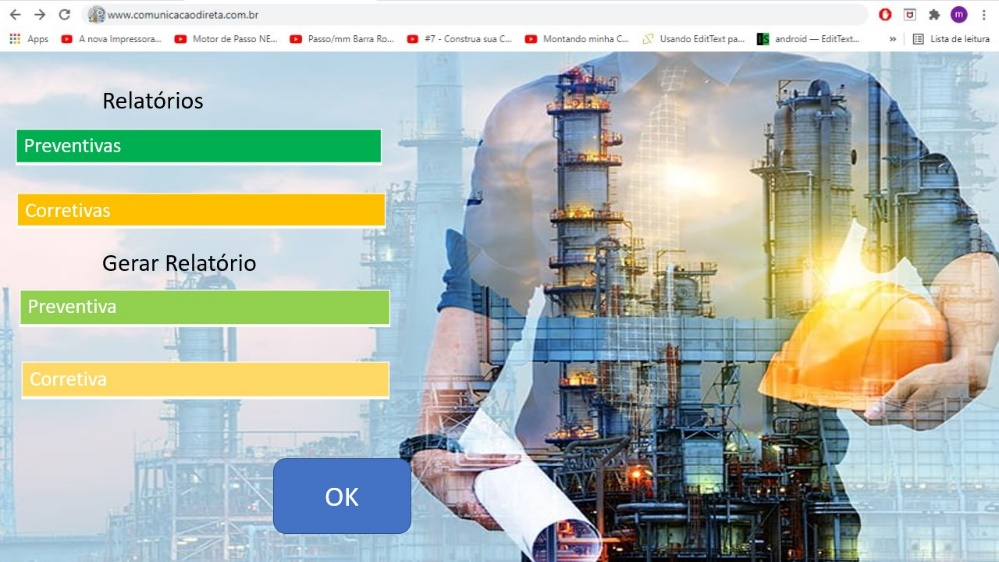 www.comunicacaodireta.com.br
Apps A nova Impressora... Motor de Passo NE... Passo/mm Barra Ro... #7 - Construa sua C... Montando minha C... Usando EditText pa... android — EditText... » Lista de leitura
Relatórios
Preventivas
Corretivas
Gerar Relatório
Preventiva
Corretiva
OK
m